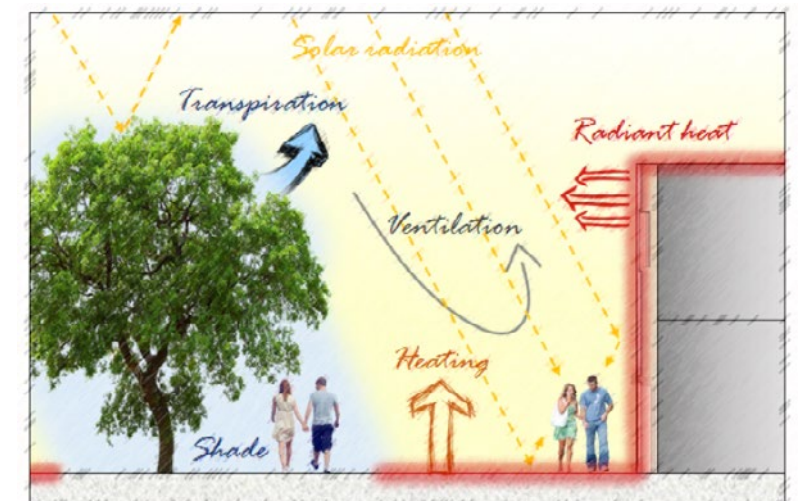 Solar radiation
Transpiration
Radiant heat
Ventilation
Heating
Shade